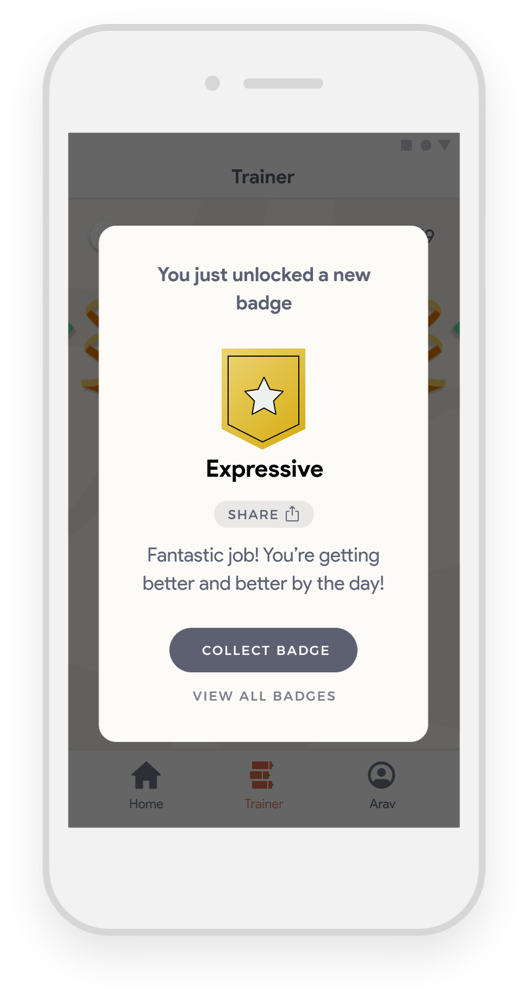 Trainer
9
You just unlocked a new
badge
Expressive
SHARE
Fantastic job! You’re getting
better and better by the day!
COLLECT BADGE
VIEW ALL BADGES
Home
Trainer
Arav